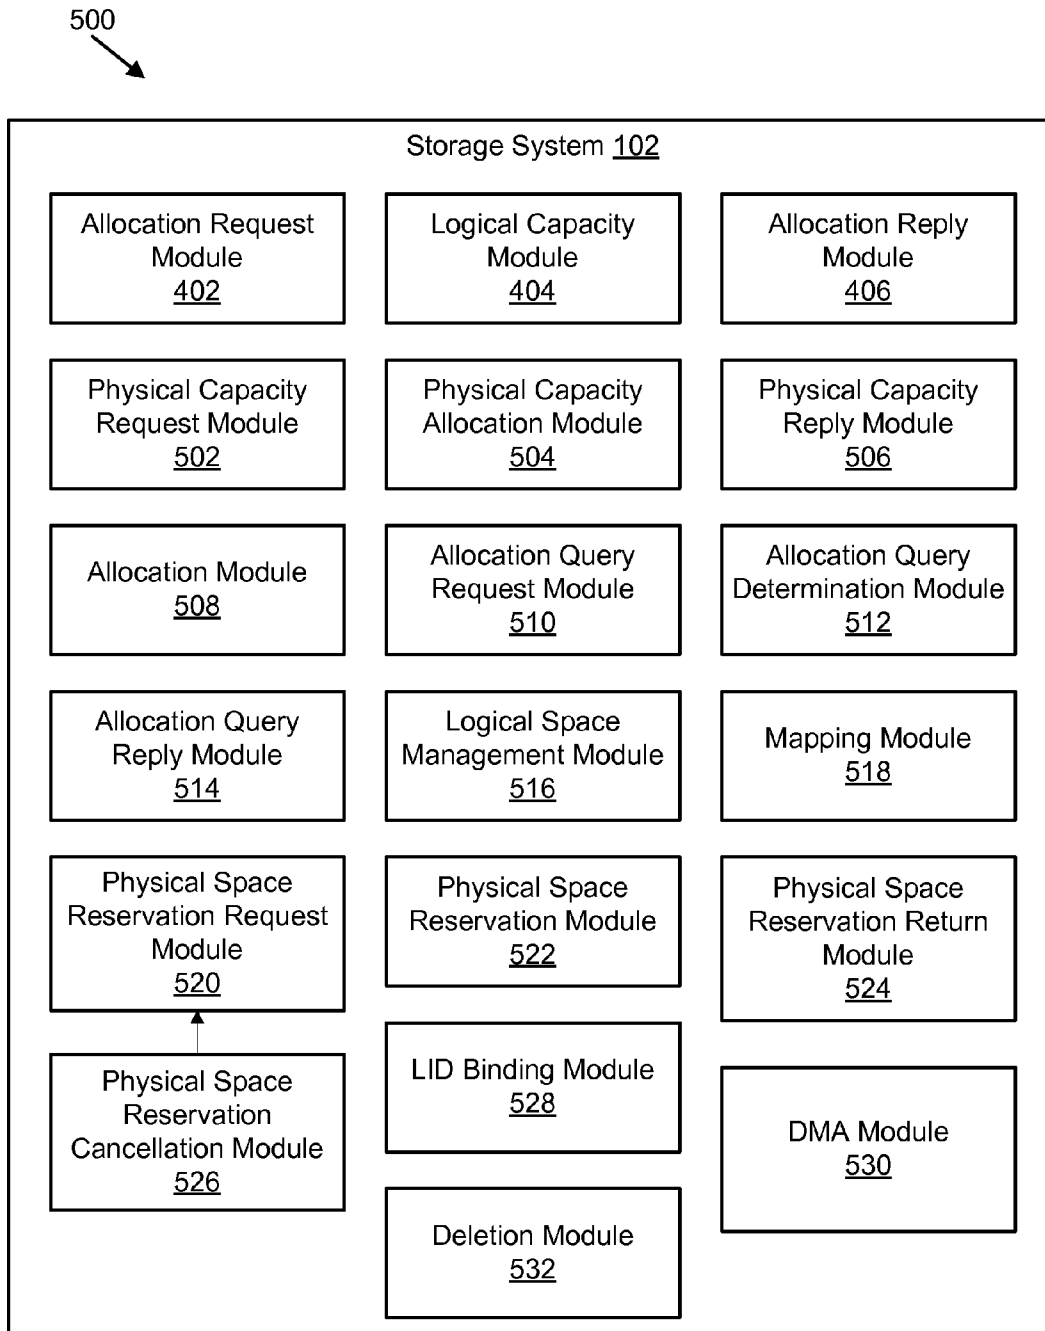 500
Storage System 102
Allocation Request
Module
402
Logical Capacity
Module
404
Allocation Reply
Module
406
Physical Capacity
Request Module
502
Physical Capacity
Allocation Module
504
Physical Capacity
Reply Module
506
Allocation Module
508
Allocation Query
Request Module
510
Allocation Query
Determination Module
512
Allocation Query
Reply Module
514
Logical Space
Management Module
516
Mapping Module
518
Physical Space
Reservation Request
Module
520
Physical Space
Reservation Module
522
Physical Space
Reservation Return
Module
524
Physical Space
Reservation
Cancellation Module
526
LID Binding Module
528
DMA Module
530
Deletion Module
532